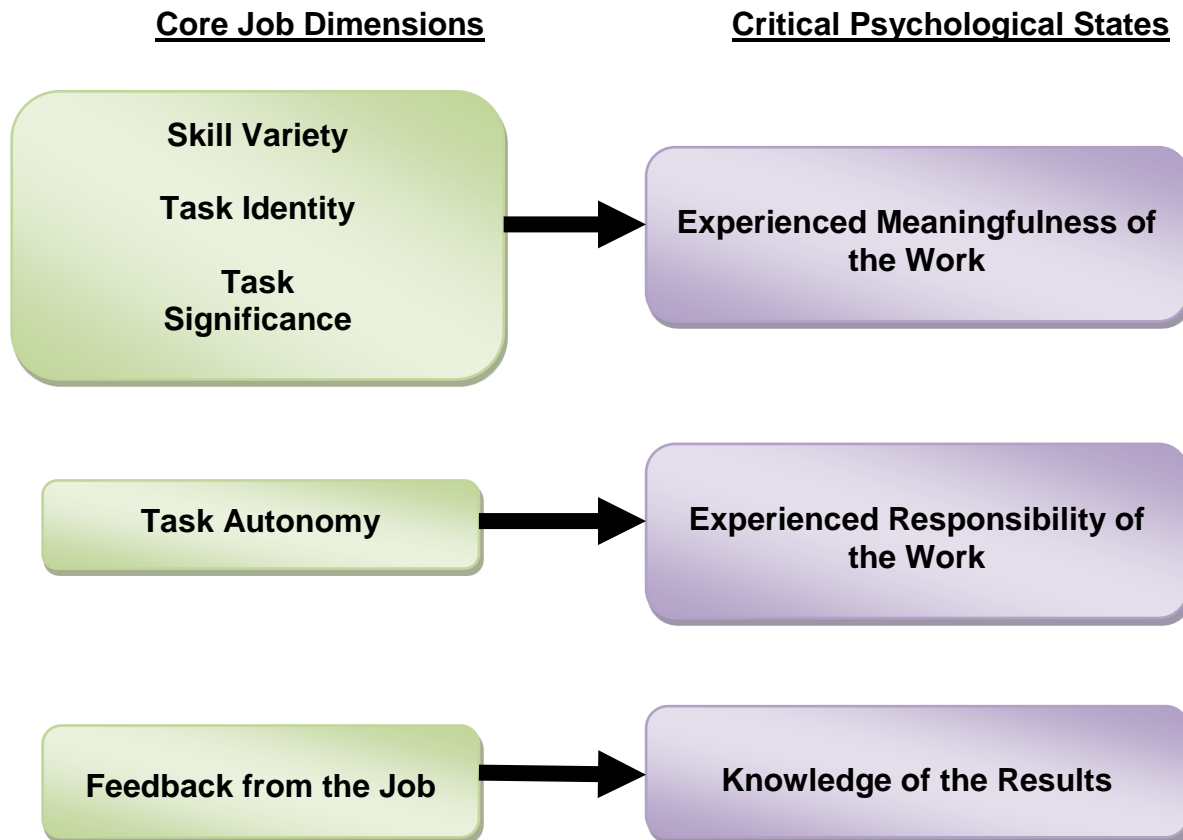 Core Job Dimensions
Critical Psychological States
Skill Variety
Task Identity
Task
Significance
Experienced Meaningfulness of
the Work
Task Autonomy
Experienced Responsibility of
the Work
Feedback from the Job
Knowledge of the Results